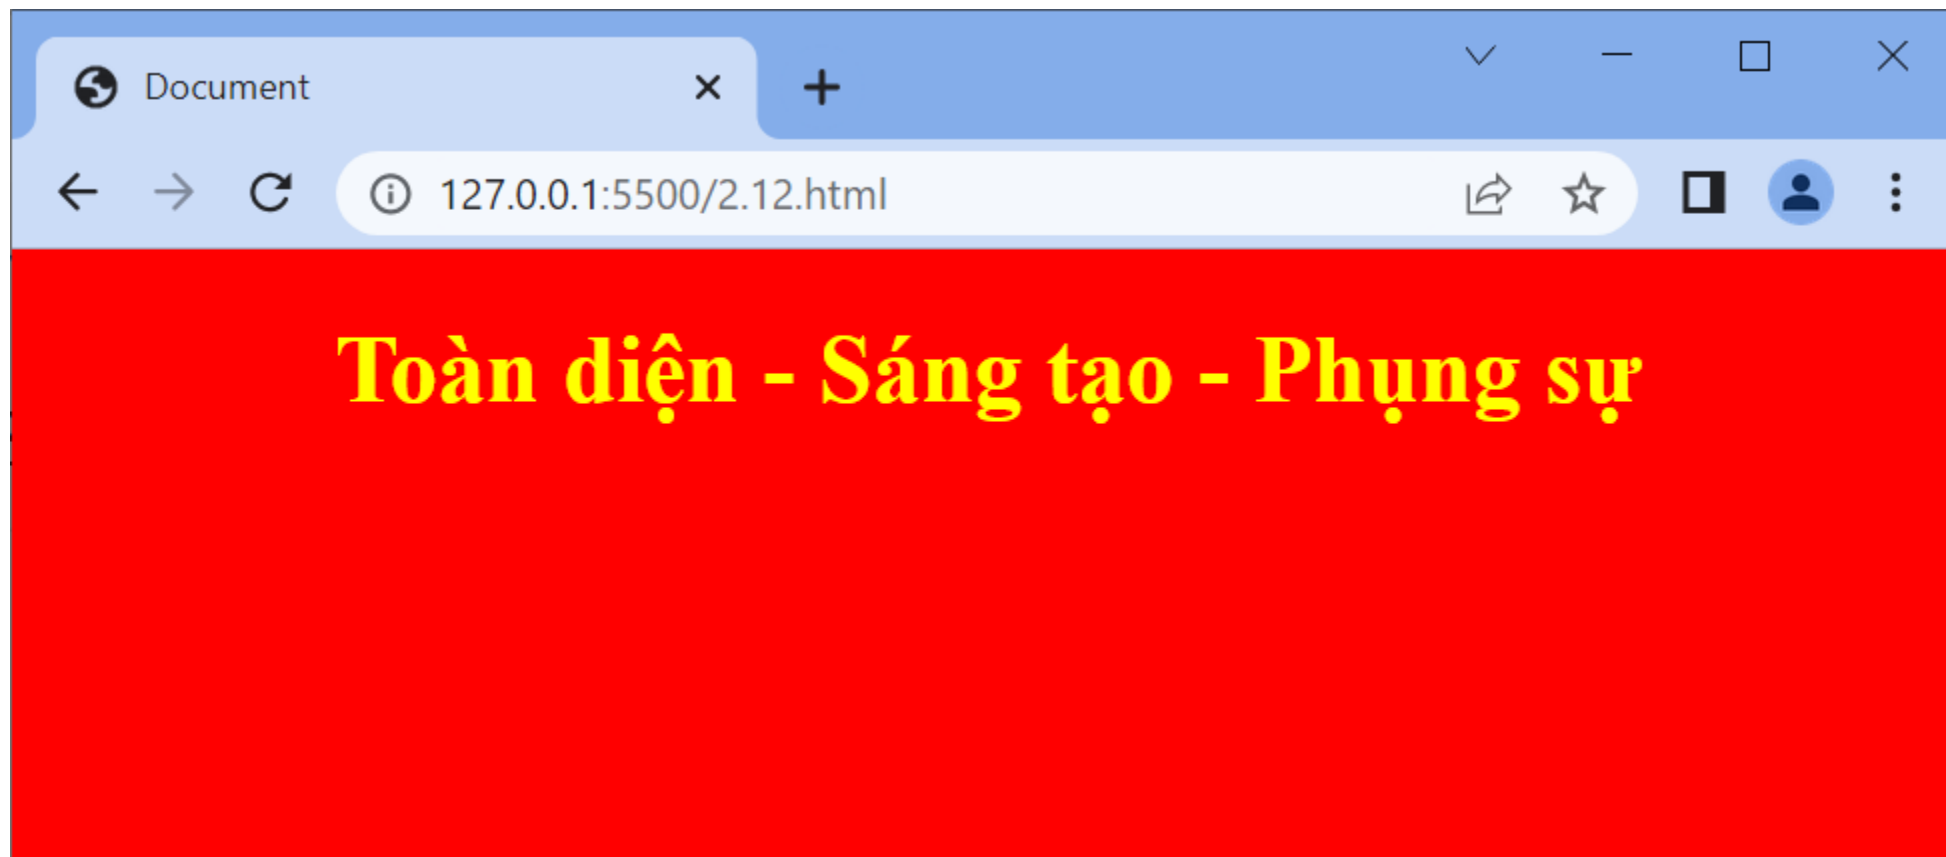 Document
127.0.0.1:5500/2.12.html
Toàn diện - Sáng tạo - Phụng sự